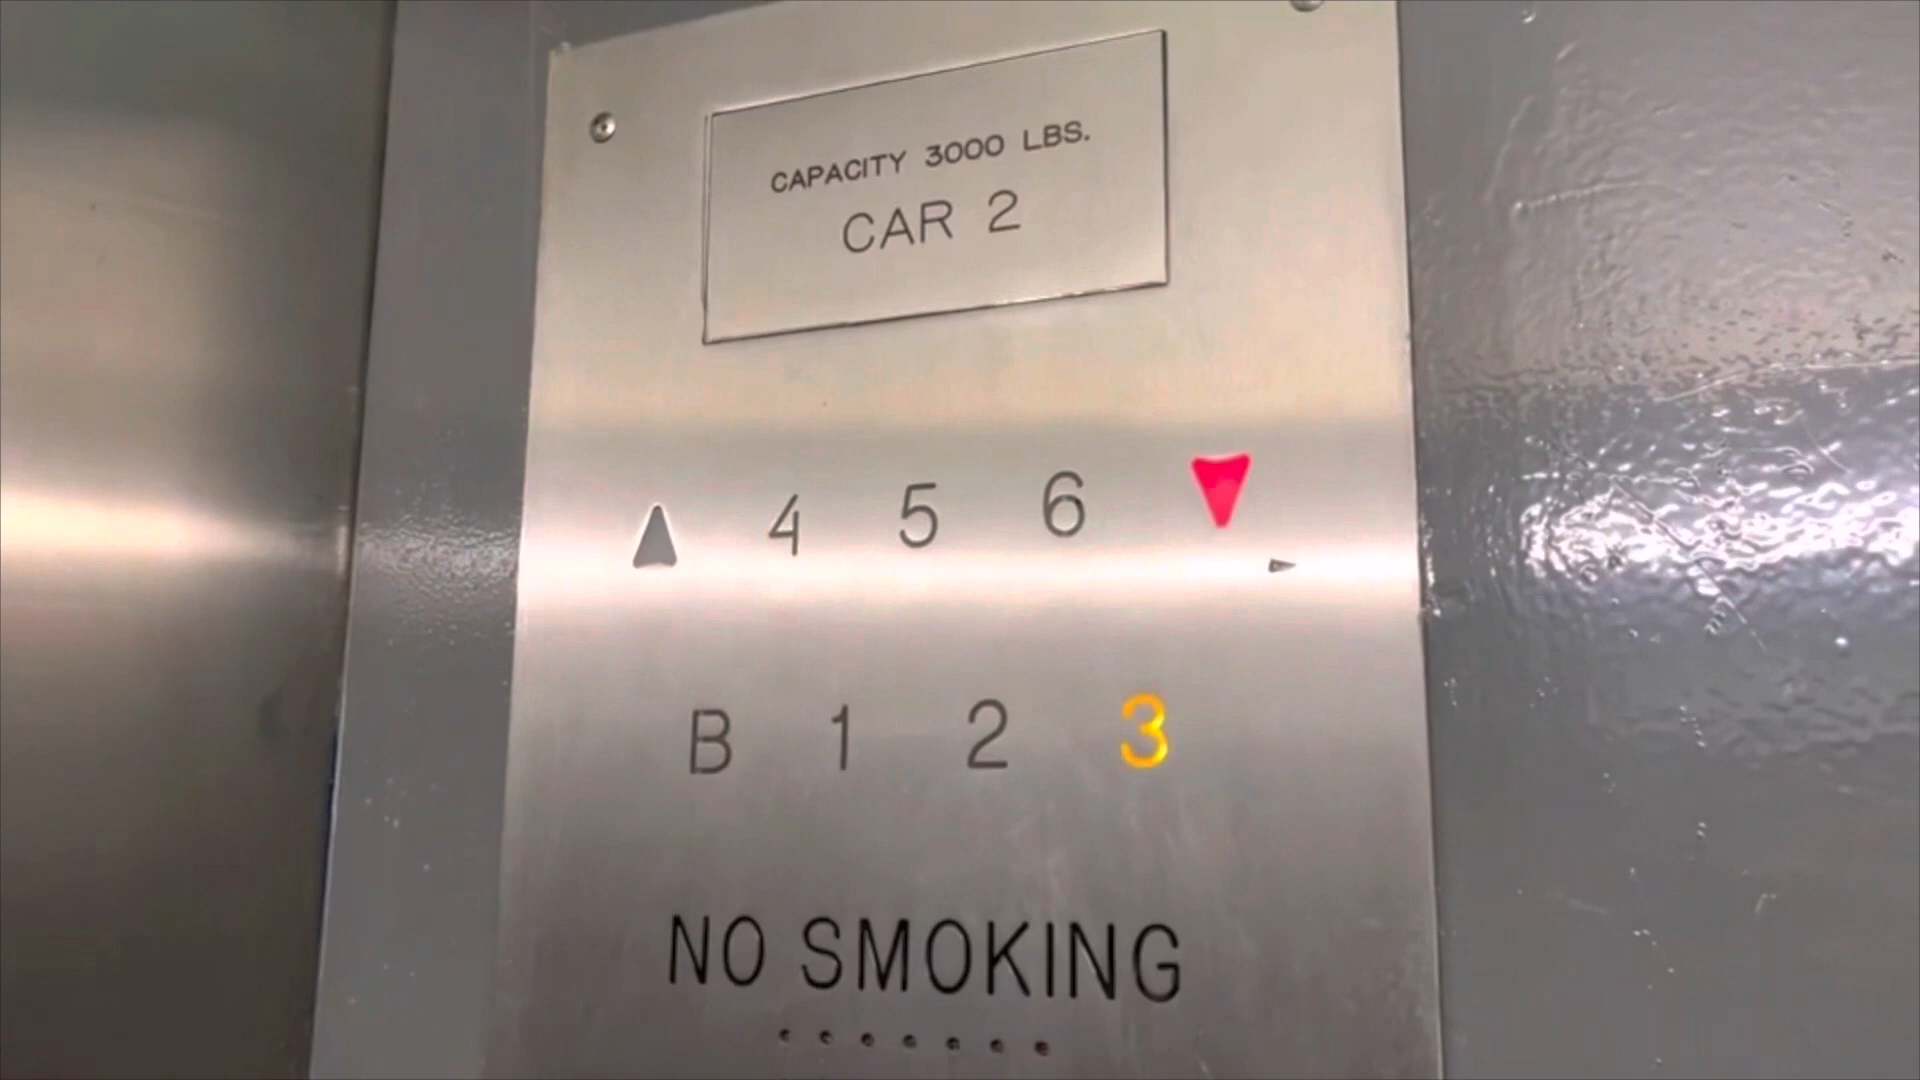 CAPACITY 3000 LBS.
CAR 2
4 5 6
B 1 2 3
NO SMOKING